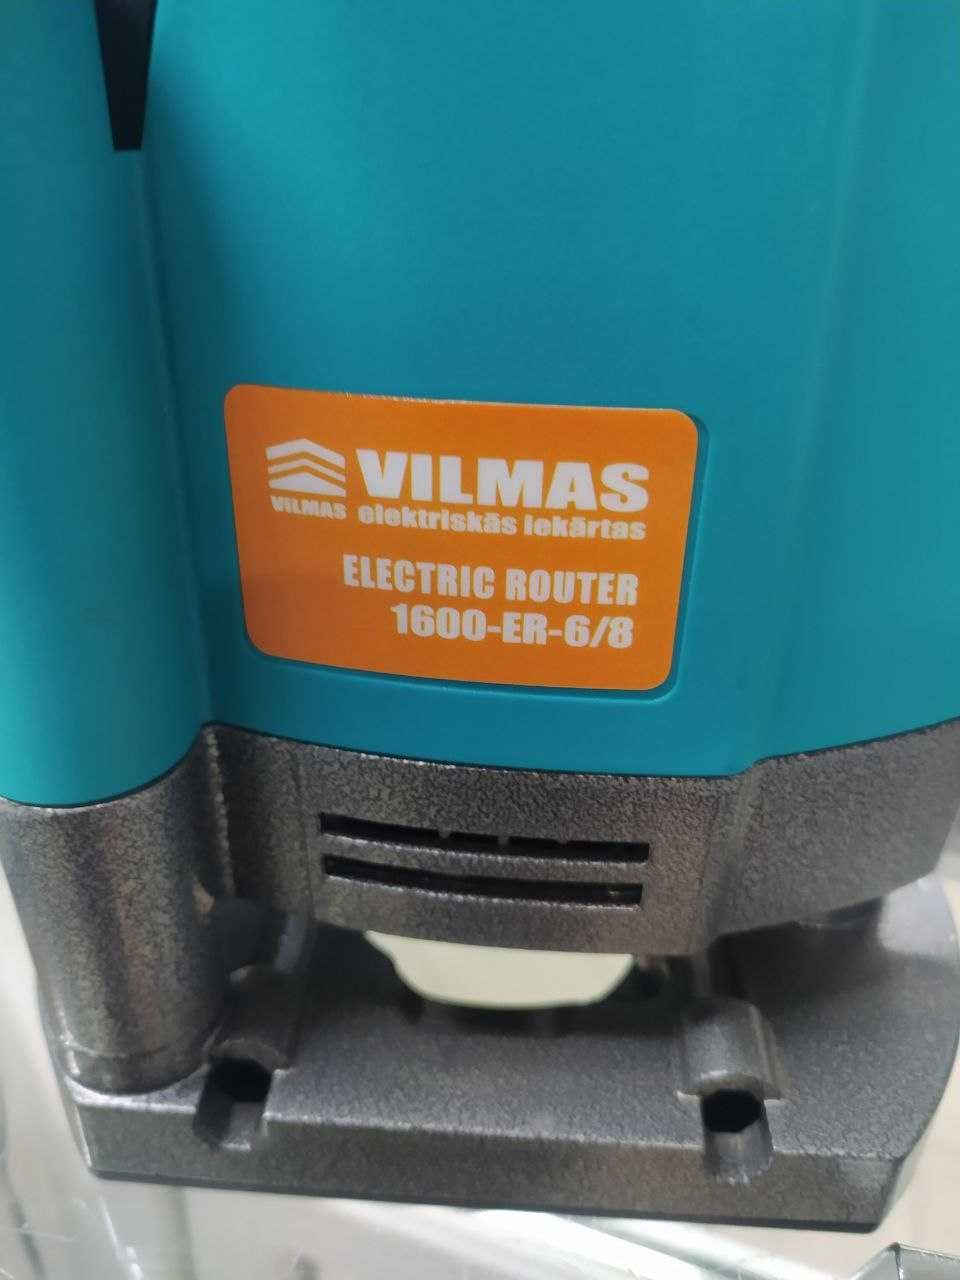 VILMAS
VILMAS
elektriskās iekārtas
ELECTRIC ROUTER
1600-ER-6/8